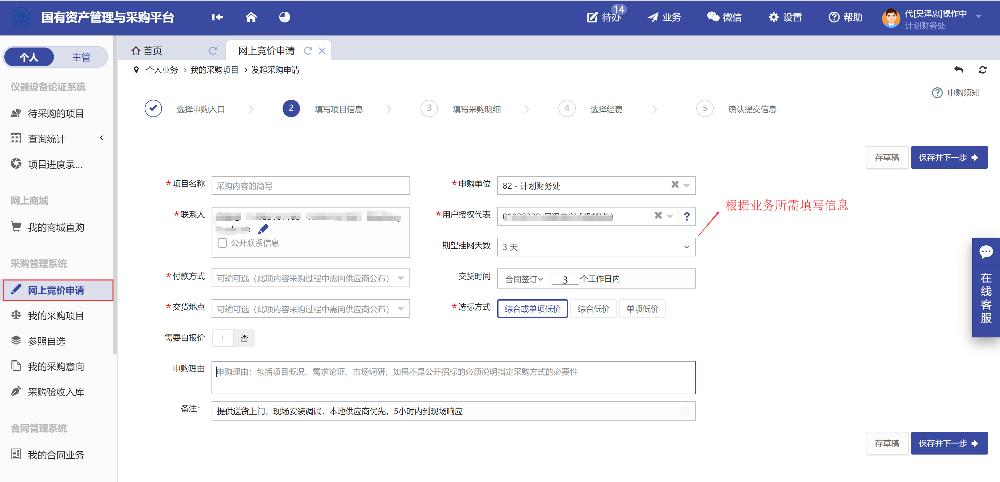 国有资产管理与采购平台
待办 14
业务
微信
设置
帮助
代[吴泽忠]操作中
计划财务处
个人
主管
仪器设备论证系统
待采购的项目
查询统计
项目进度录...
网上商城
我的商城直购
采购管理系统
网上竞价申请
我的采购项目
参照自选
我的采购意向
采购验收入库
合同管理系统
我的合同业务
首页
网上竞价申请
个人业务 > 我的采购项目 > 发起采购申请
申购须知
选择申购入口
2 填写项目信息
3 填写采购明细
4 选择经费
5 确认提交信息
存草稿
保存并下一步
*项目名称 采购内容的简写
*申购单位 82 - 计划财务处
*联系人
公开联系信息
*用户授权代表
?
根据业务所需填写信息
期望挂网天数 3 天
*付款方式 可输可选（此项内容采购过程中需向供应商公布）
交货时间 合同签订 3 个工作日内
*交货地点 可输可选（此项内容采购过程中需向供应商公布）
*选标方式 综合或单项低价 综合低价 单项低价
需要自报价 否
申购理由 申购理由：包括项目概况、需求论证、市场调研，如果不是公开招标的必须说明指定采购方式的必要性
备注： 提供送货上门，现场安装调试，本地供应商优先，5小时内到现场响应
存草稿
保存并下一步
在线客服